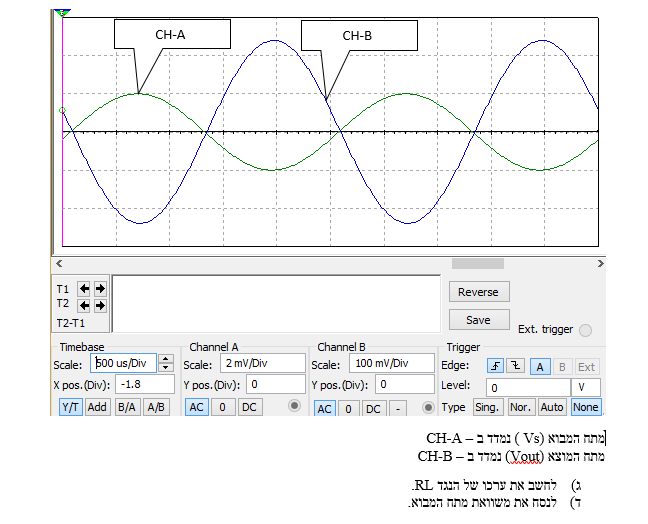 CH-A
CH-B
T1
T2
T2-T1
Reverse
Save
Ext. trigger
Timebase
Scale: 500 us/Div
X pos.(Div): -1.8
Y/T Add B/A A/B
Channel A
Scale: 2 mV/Div
Y pos.(Div): 0
AC 0 DC
Channel B
Scale: 100 mV/Div
Y pos.(Div): 0
AC 0 DC -
Trigger
Edge: A B Ext
Level: 0 V
Type Sing. Nor. Auto None
מתח המבוא (Vs ) נמדד ב – CH-A
מתח המוצא (Vout) נמדד ב – CH-B
ג) לחשב את ערכו של הנגד RL.
ד) לנסח את משוואת מתח המבוא.